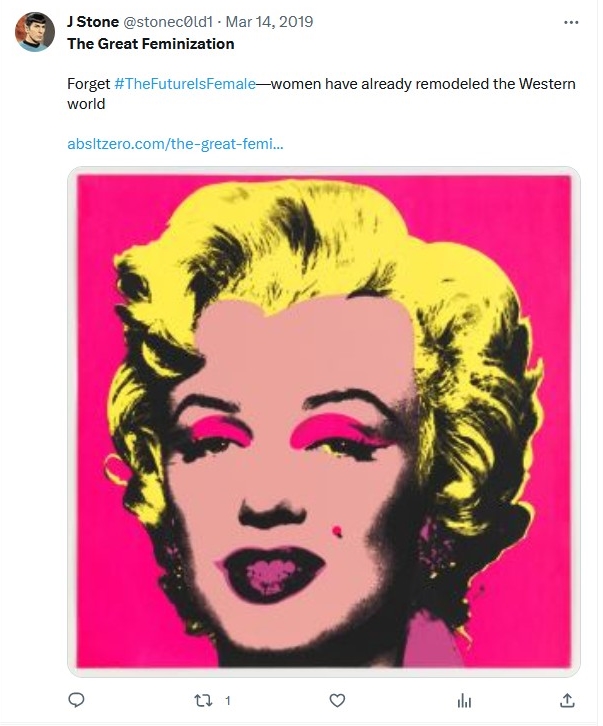 J Stone @stonec0ld1 · Mar 14, 2019
The Great Feminization
Forget #TheFutureIsFemale—women have already remodeled the Western
world
absltzero.com/the-great-femi...
1